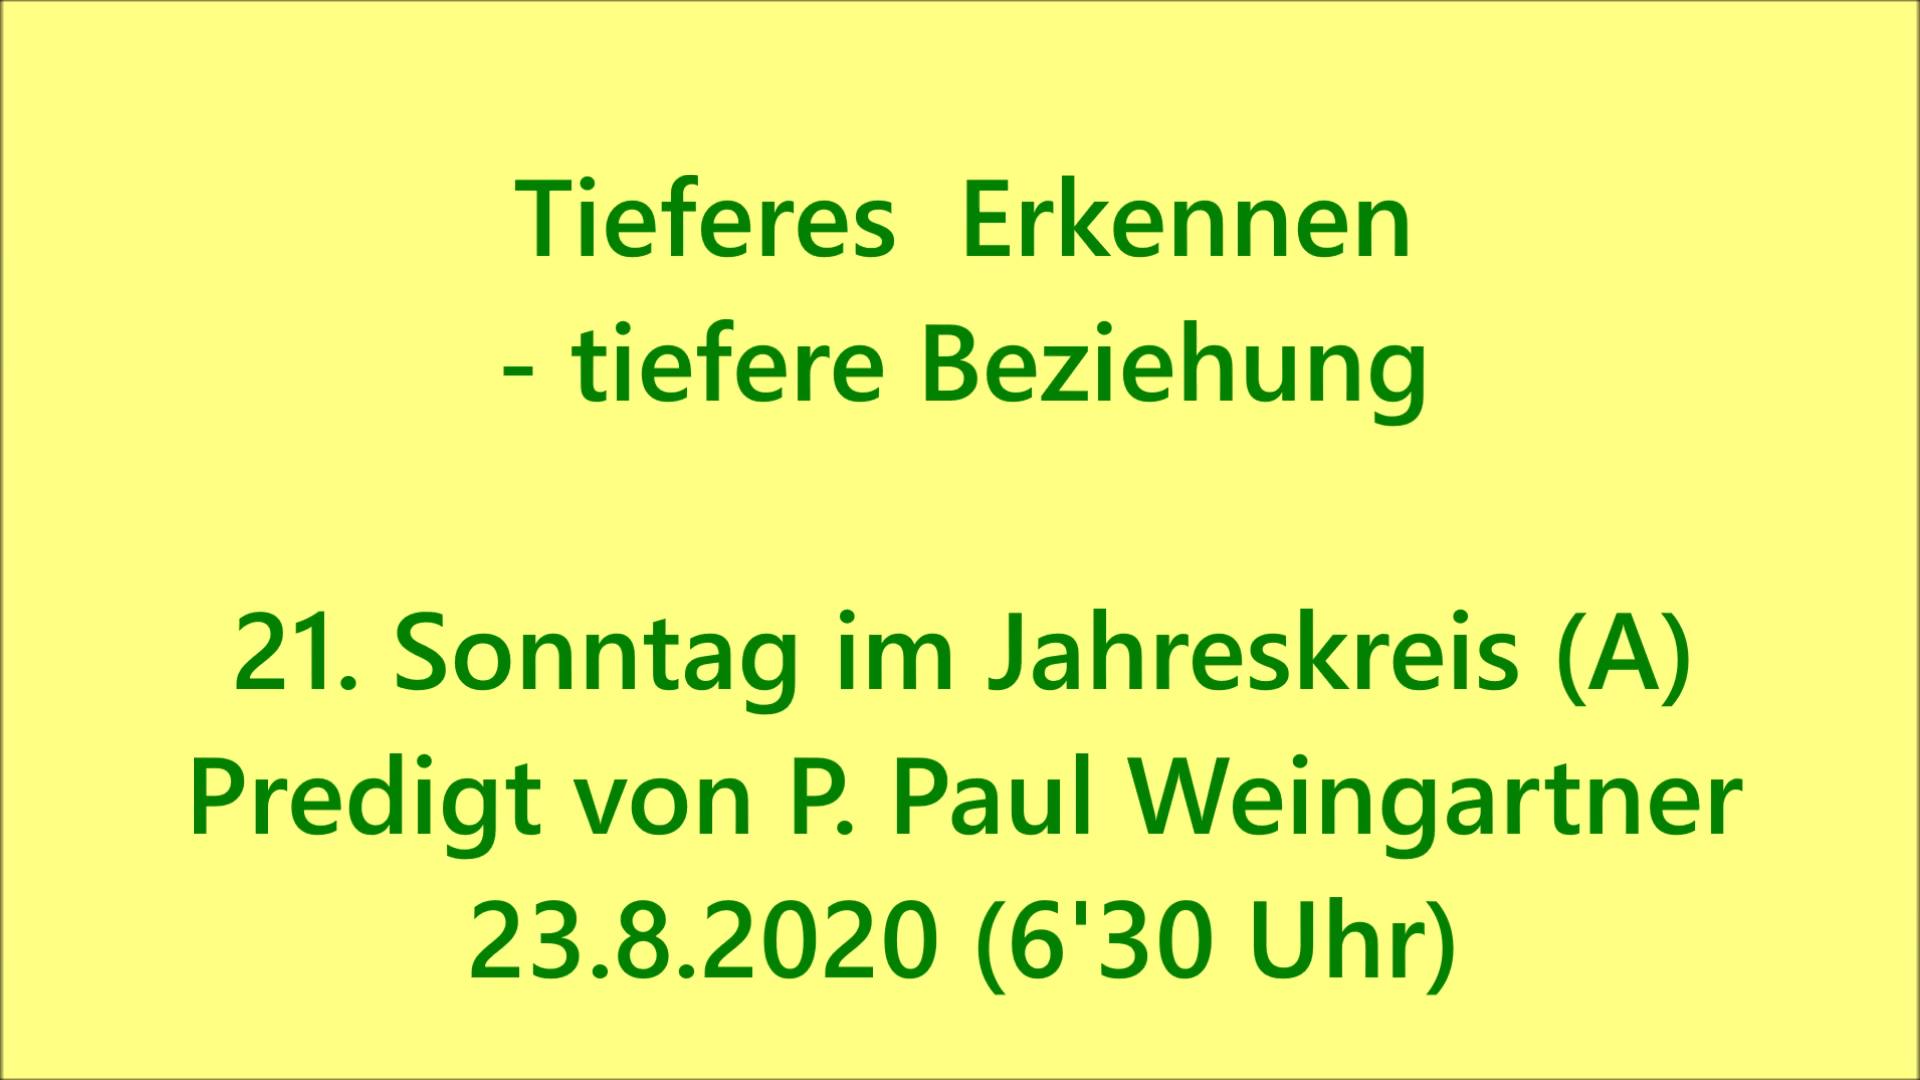 Tieferes  Erkennen
- tiefere Beziehung
21. Sonntag im Jahreskreis (A)
Predigt von P. Paul Weingartner
23.8.2020 (6'30 Uhr)